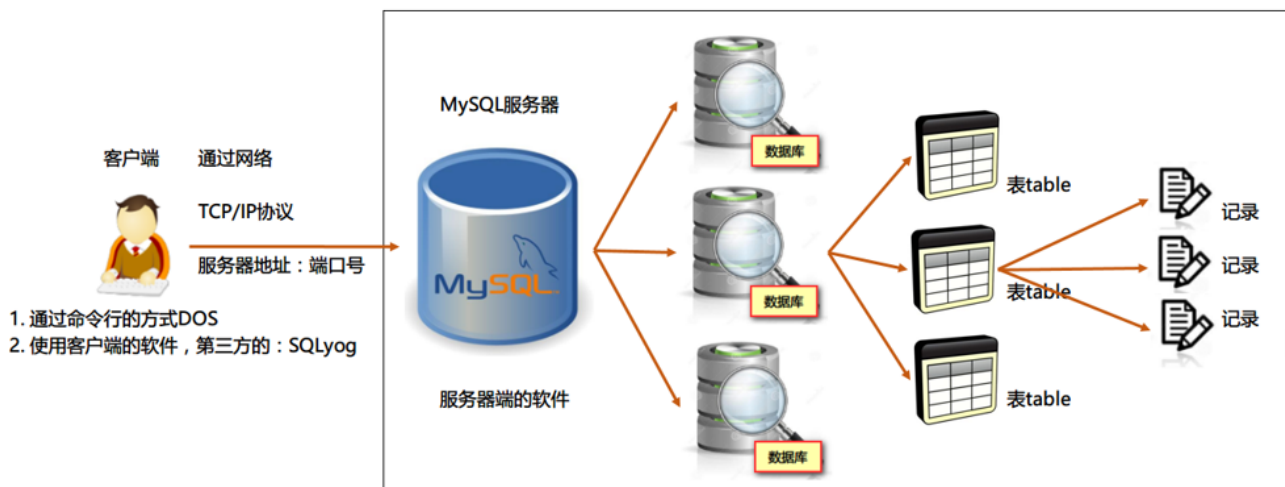 客户端
通过网络
TCP/IP协议
服务器地址：端口号
1. 通过命令行的方式DOS
2. 使用客户端的软件，第三方的：SQLyog
MySQL服务器
MySQL
服务器端的软件
数据库
数据库
数据库
表table
表table
表table
记录
记录
记录